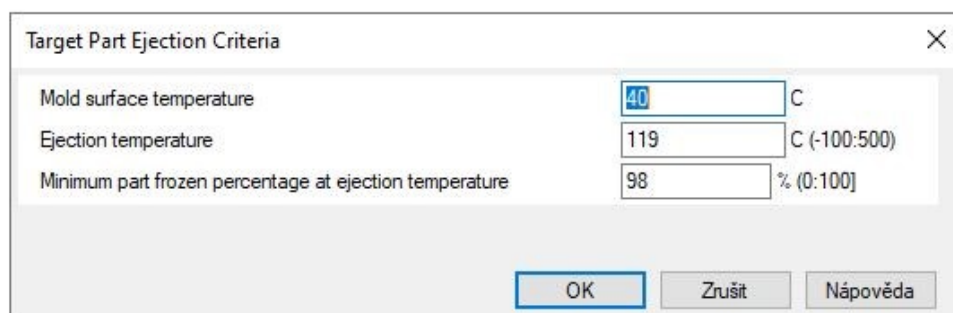 Target Part Ejection Criteria
Mold surface temperature 40 C
Ejection temperature 119 C (-100:500)
Minimum part frozen percentage at ejection temperature 98 % (0:100]
OK Zrušit Nápověda